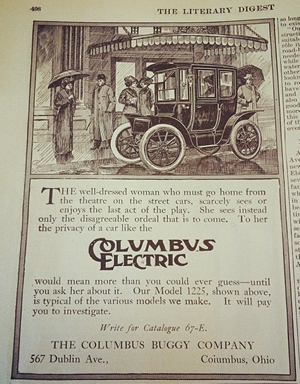 498
THE LITERARY DIGEST
THE well-dressed woman who must go home from
the theatre on the street cars, scarcely sees or
enjoys the last act of the play. She sees instead
only the disagreeable ordeal that is to come. To her
the privacy of a car like the
COLUMBUS
ELECTRIC
would mean more than you could ever guess—until
you ask her about it. Our Model 1225, shown above,
is typical of the various models we make. It will pay
you to investigate.
Write for Catalogue 67-E.
THE COLUMBUS BUGGY COMPANY
567 Dublin Ave., Columbus, Ohio